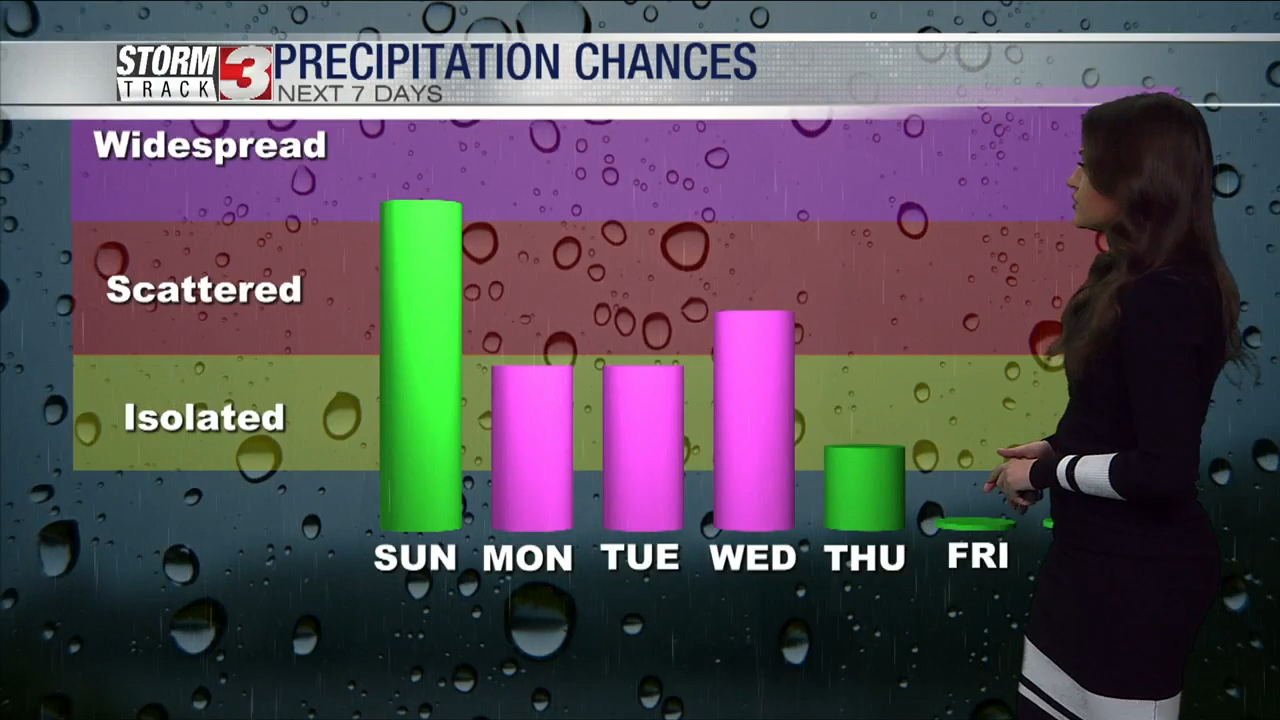 STORM
TRACK
3
PRECIPITATION CHANCES
NEXT 7 DAYS
Widespread
Scattered
Isolated
SUN MON TUE WED THU FRI